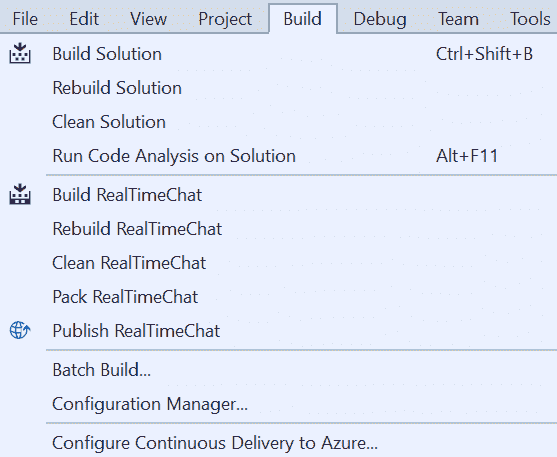 File Edit View Project Build Debug Team Tools
Build Solution Ctrl+Shift+B
Rebuild Solution
Clean Solution
Run Code Analysis on Solution Alt+F11
Build RealTimeChat
Rebuild RealTimeChat
Clean RealTimeChat
Pack RealTimeChat
Publish RealTimeChat
Batch Build...
Configuration Manager...
Configure Continuous Delivery to Azure...